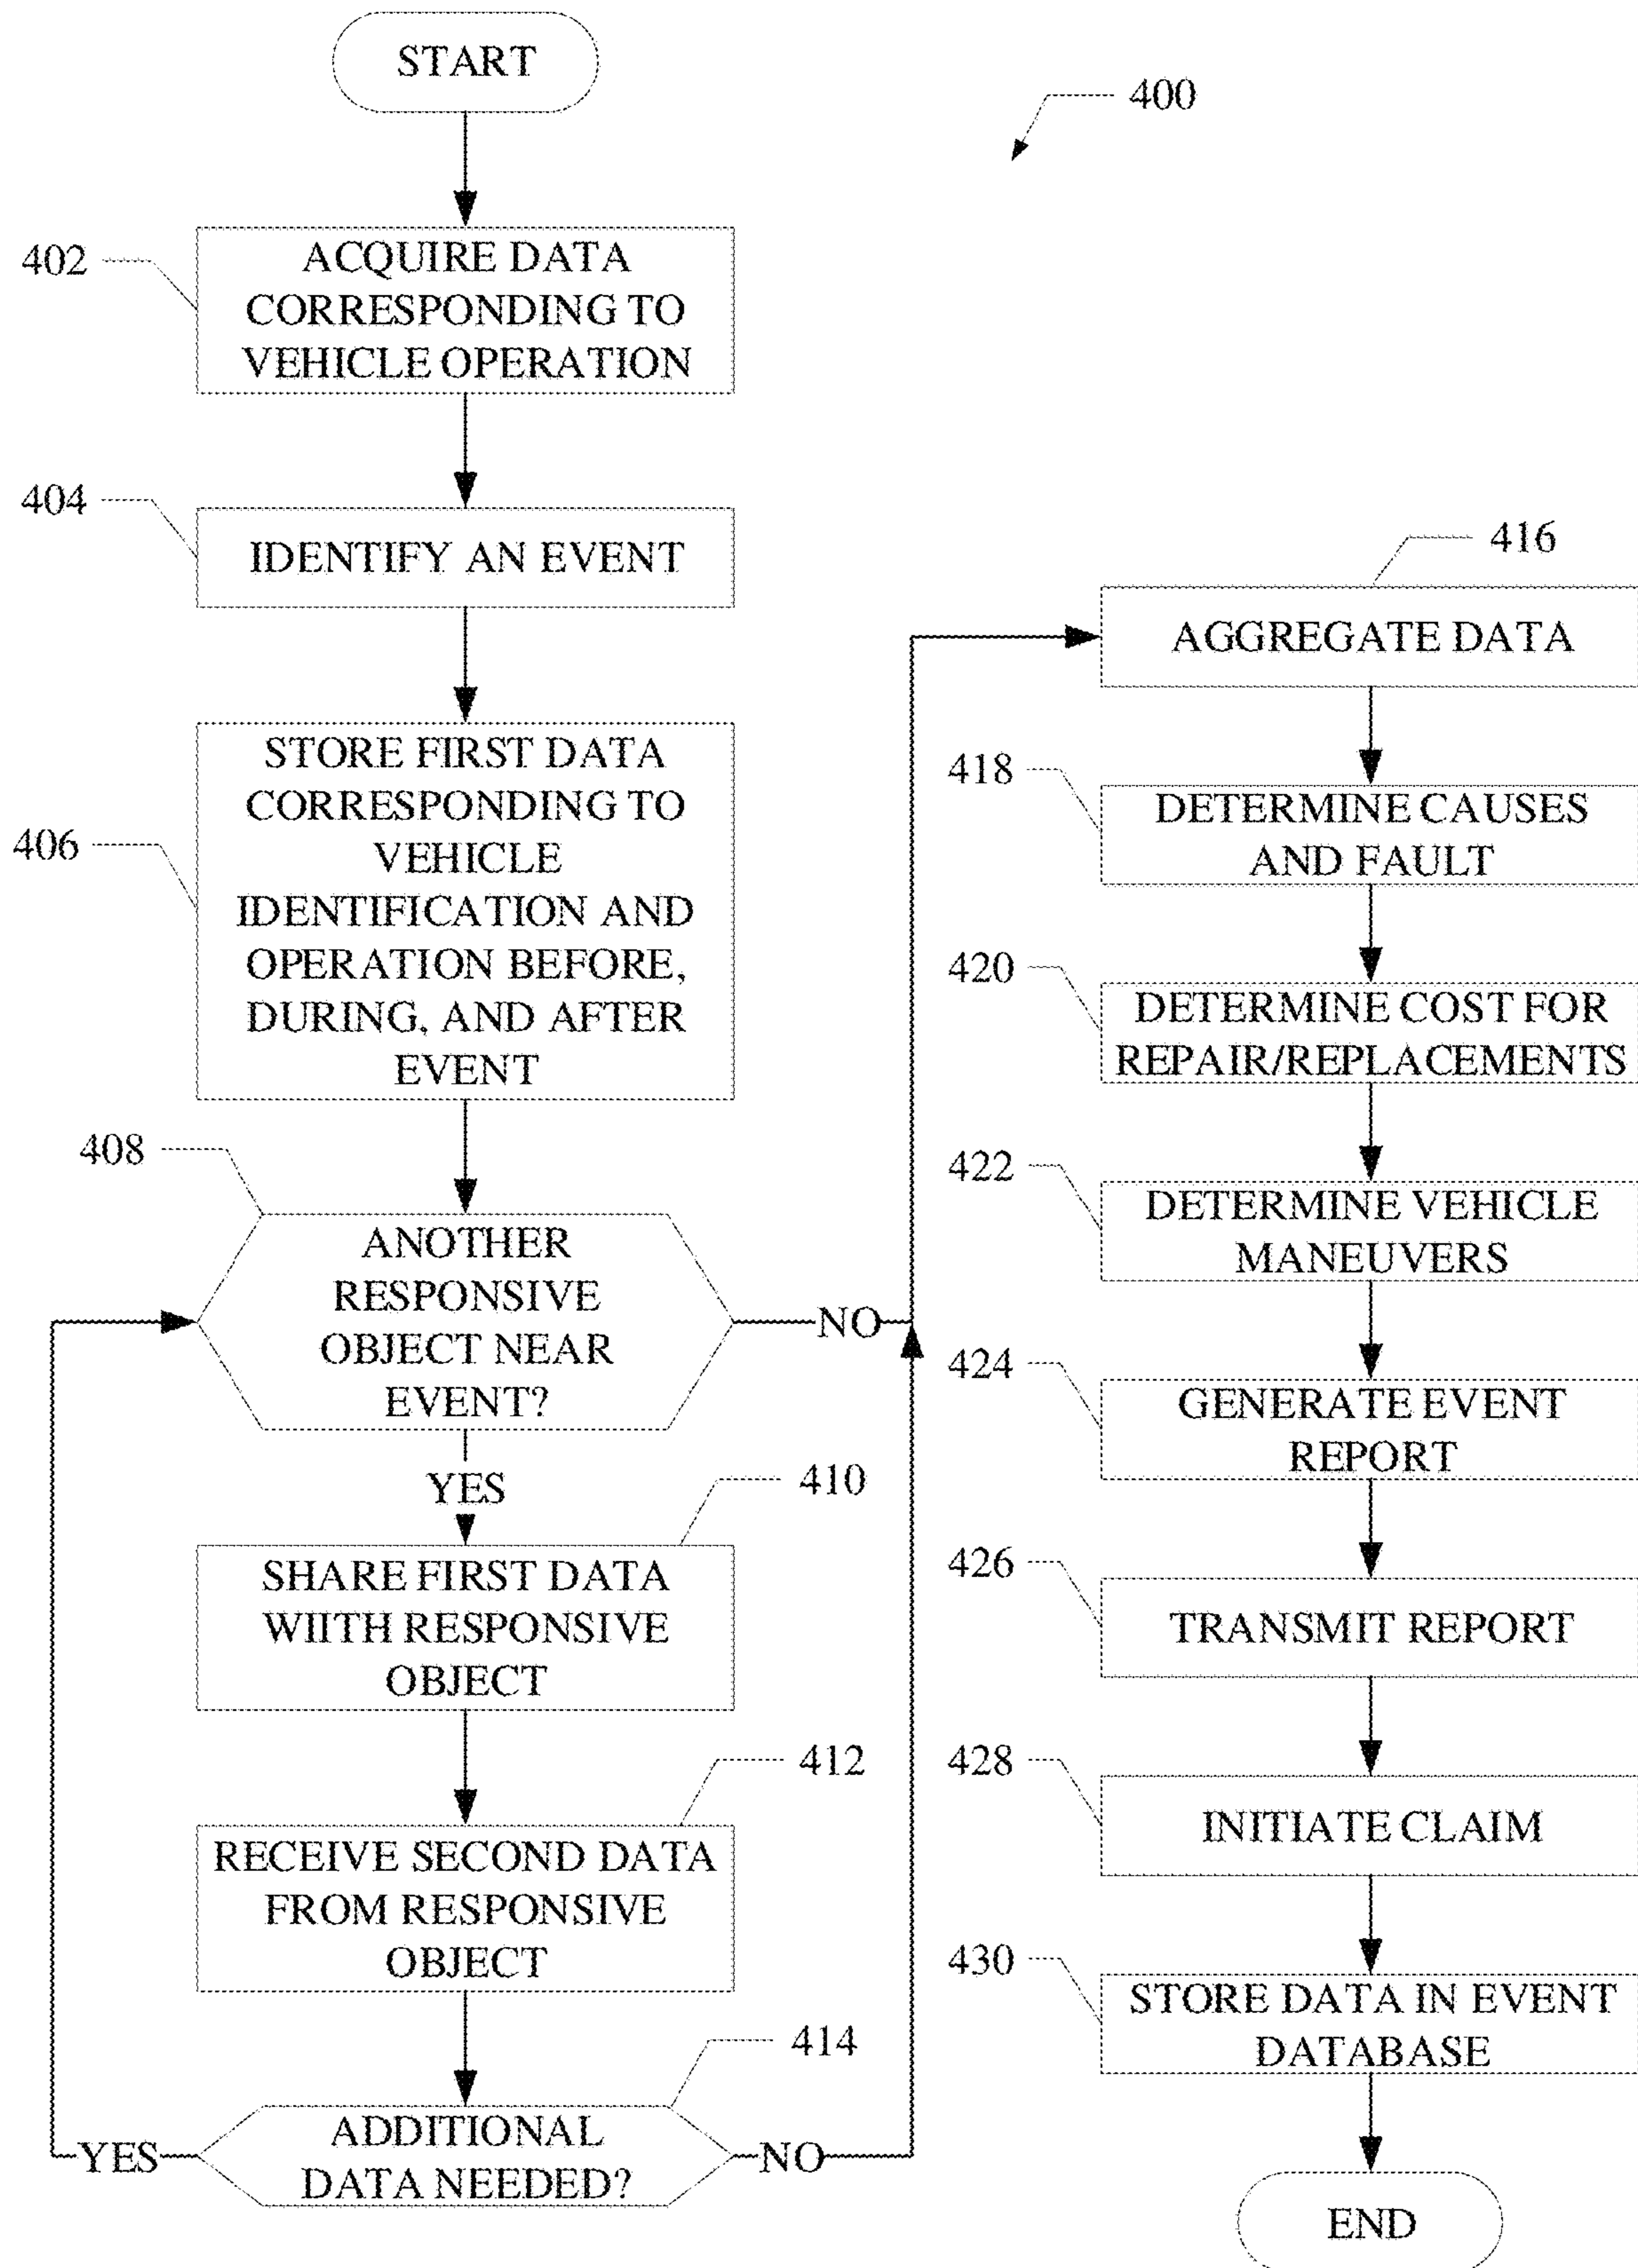 START
400
402
ACQUIRE DATA
CORRESPONDING TO
VEHICLE OPERATION
404
IDENTIFY AN EVENT
406
STORE FIRST DATA
CORRESPONDING TO
VEHICLE
IDENTIFICATION AND
OPERATION BEFORE,
DURING, AND AFTER
EVENT
408
ANOTHER
RESPONSIVE
OBJECT NEAR
EVENT?
NO
YES
410
SHARE FIRST DATA
WIITH RESPONSIVE
OBJECT
412
RECEIVE SECOND DATA
FROM RESPONSIVE
OBJECT
414
ADDITIONAL
DATA NEEDED?
YES
NO
416
AGGREGATE DATA
418
DETERMINE CAUSES
AND FAULT
420
DETERMINE COST FOR
REPAIR/REPLACEMENTS
422
DETERMINE VEHICLE
MANEUVERS
424
GENERATE EVENT
REPORT
426
TRANSMIT REPORT
428
INITIATE CLAIM
430
STORE DATA IN EVENT
DATABASE
END